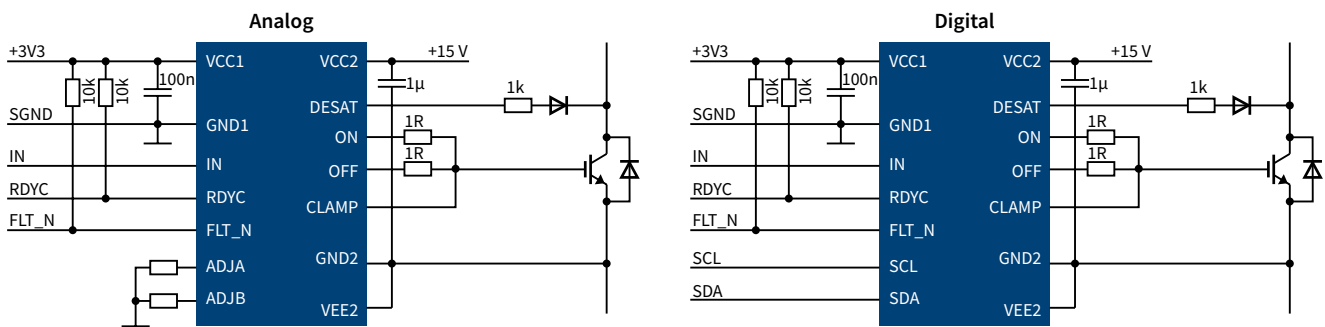 Analog
+3V3
VCC1
VCC2
+15 V
10k
10k
100n
1µ
DESAT
1k
SGND
GND1
ON
1R
IN
IN
OFF
1R
RDYC
RDYC
CLAMP
FLT_N
FLT_N
GND2
ADJA
ADJB
VEE2
Digital
+3V3
VCC1
VCC2
+15 V
10k
10k
100n
1µ
DESAT
1k
SGND
GND1
ON
1R
IN
IN
OFF
1R
RDYC
RDYC
CLAMP
FLT_N
FLT_N
GND2
SCL
SCL
SDA
SDA
VEE2